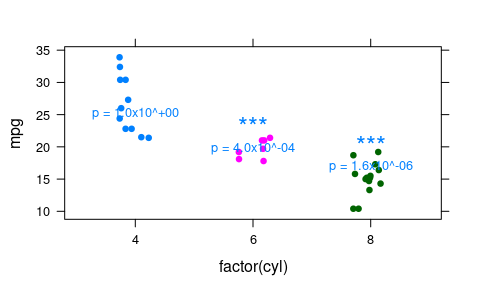 35
30
25
20
15
10
mpg
p = 1.0x10^+00
***
p = 4.0x10^-04
***
p = 1.6x10^-06
4
6
8
factor(cyl)